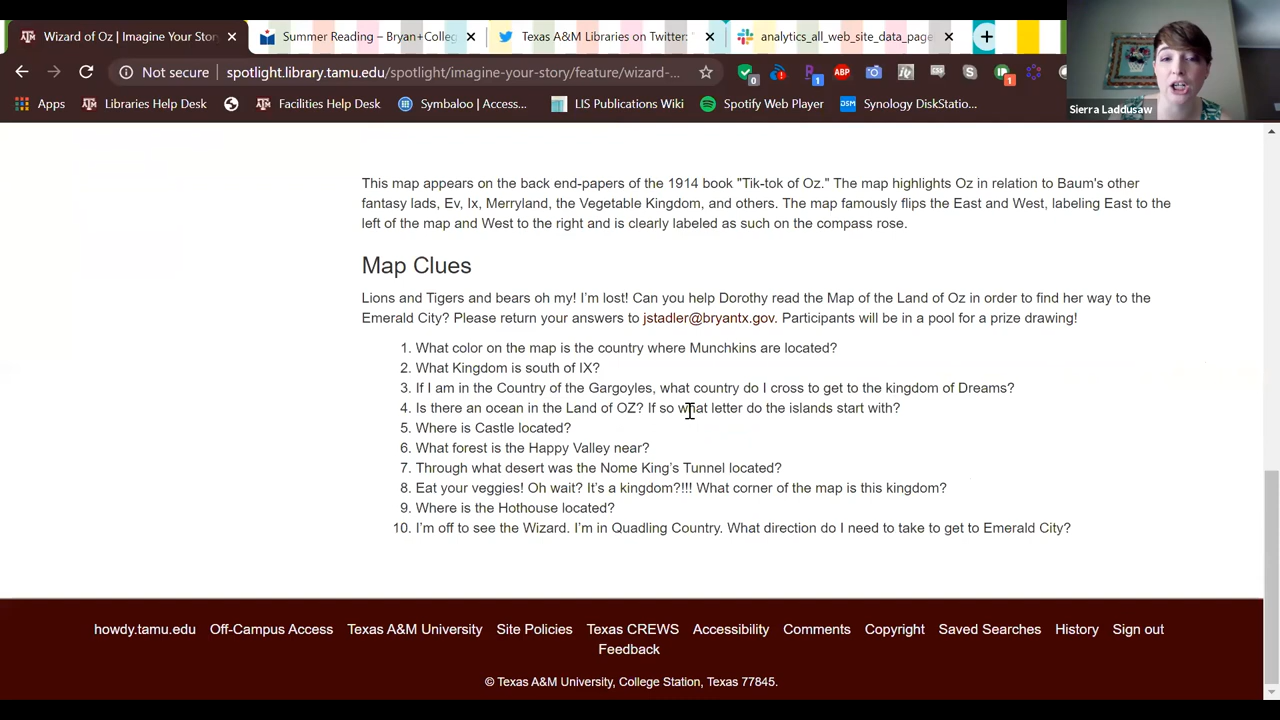 Wizard of Oz | Imagine Your Stor
Summer Reading – Bryan+Colleg
Texas A&M Libraries on Twitter: "
analytics_all_web_site_data_page
Not secure spotlight.library.tamu.edu/spotlight/imagine-your-story/feature/wizard-...
Apps Libraries Help Desk Facilities Help Desk Symbaloo | Access... LIS Publications Wiki Spotify Web Player Synology DiskStatio...
Sierra Laddusaw
This map appears on the back end-papers of the 1914 book "Tik-tok of Oz." The map highlights Oz in relation to Baum's other
fantasy lads, Ev, Ix, Merryland, the Vegetable Kingdom, and others. The map famously flips the East and West, labeling East to the
left of the map and West to the right and is clearly labeled as such on the compass rose.
Map Clues
Lions and Tigers and bears oh my! I'm lost! Can you help Dorothy read the Map of the Land of Oz in order to find her way to the
Emerald City? Please return your answers to jstadler@bryantx.gov. Participants will be in a pool for a prize drawing!
1. What color on the map is the country where Munchkins are located?
2. What Kingdom is south of IX?
3. If I am in the Country of the Gargoyles, what country do I cross to get to the kingdom of Dreams?
4. Is there an ocean in the Land of OZ? If so what letter do the islands start with?
5. Where is Castle located?
6. What forest is the Happy Valley near?
7. Through what desert was the Nome King's Tunnel located?
8. Eat your veggies! Oh wait? It's a kingdom?!!! What corner of the map is this kingdom?
9. Where is the Hothouse located?
10. I'm off to see the Wizard. I'm in Quadling Country. What direction do I need to take to get to Emerald City?
howdy.tamu.edu Off-Campus Access Texas A&M University Site Policies Texas CREWS Accessibility Comments Copyright Saved Searches History Sign out
Feedback
© Texas A&M University, College Station, Texas 77845.